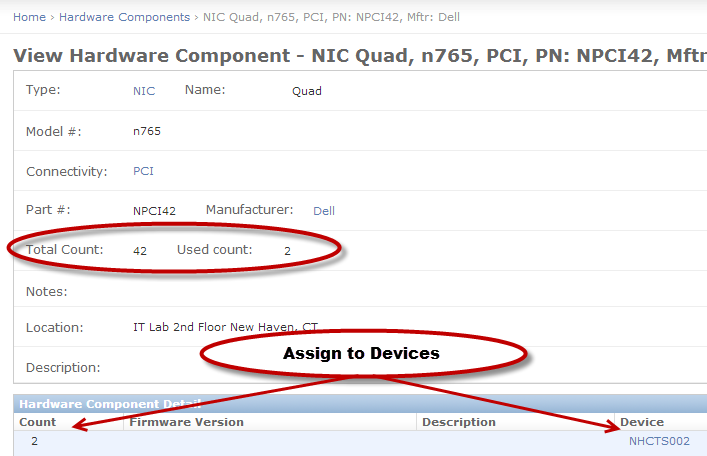 Home › Hardware Components › NIC Quad, n765, PCI, PN: NPCI42, Mftr: Dell
View Hardware Component - NIC Quad, n765, PCI, PN: NPCI42, Mftr:
Type: NIC Name: Quad
Model #: n765
Connectivity: PCI
Part #: NPCI42 Manufacturer: Dell
Total Count: 42 Used count: 2
Notes:
Location: IT Lab 2nd Floor New Haven, CT
Assign to Devices
Description:
Hardware Component Detail
Count Firmware Version Description Device
2 NHCTS002